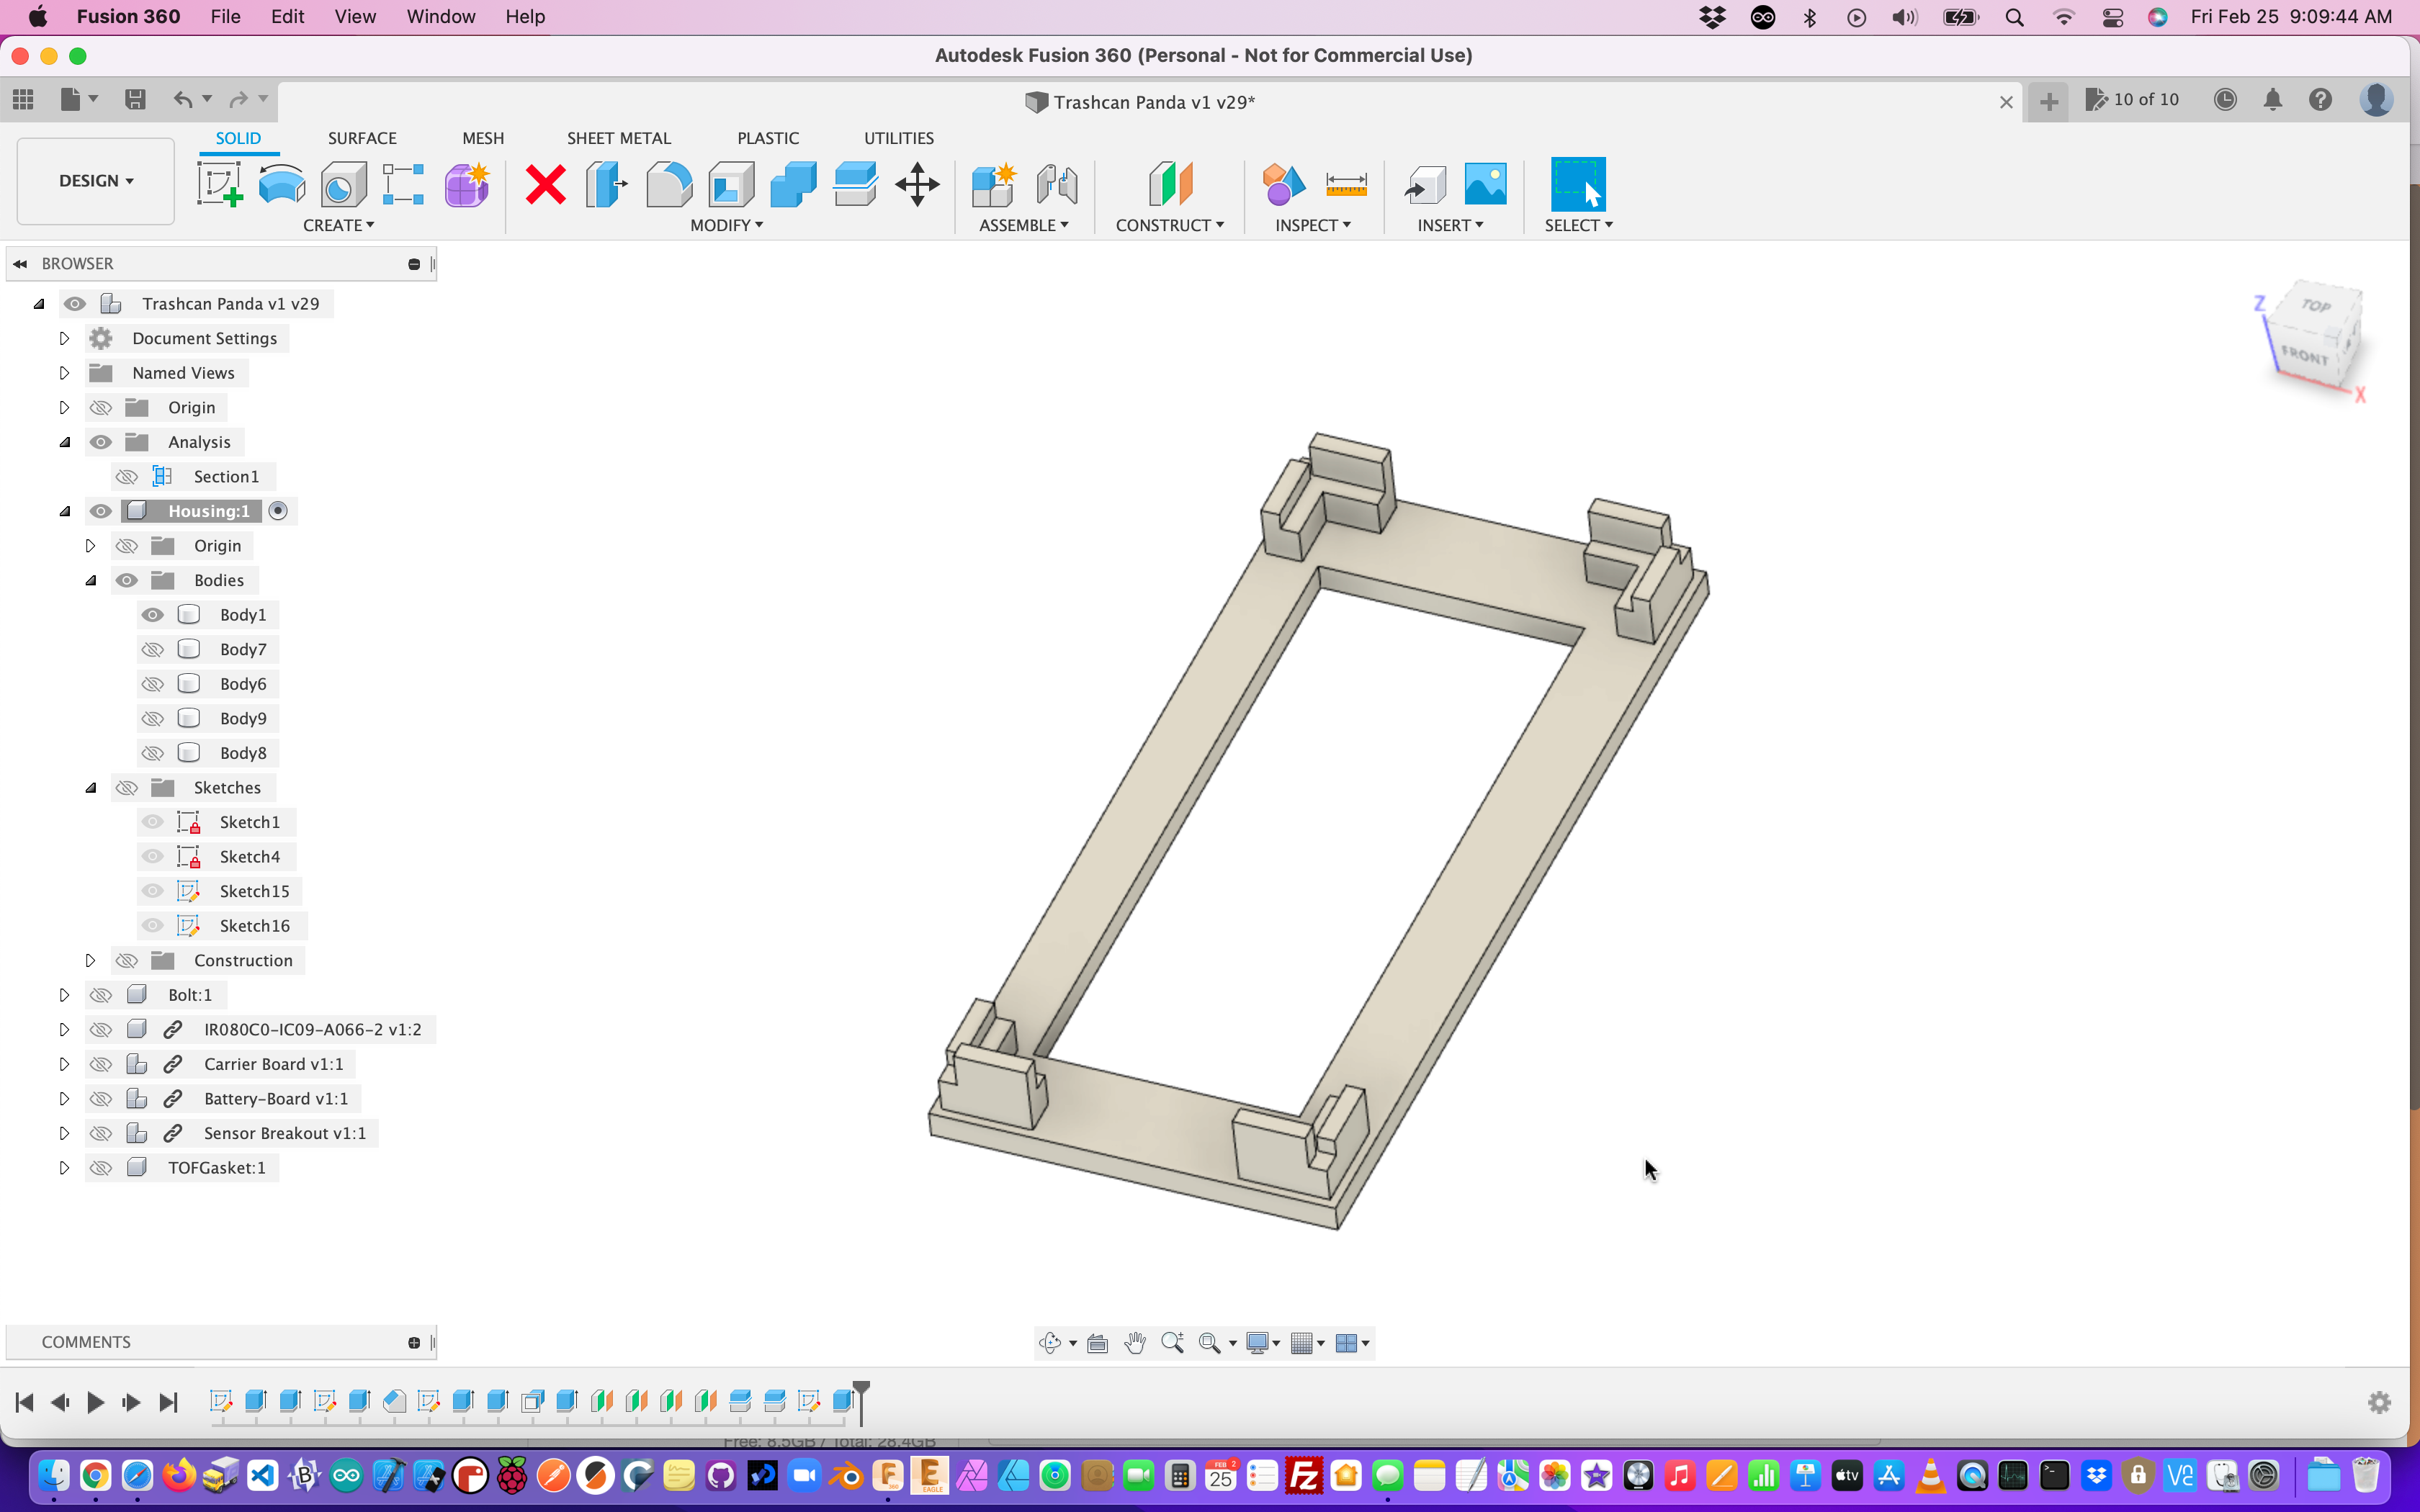 Fusion 360 File Edit View Window Help Fri Feb 25 9:09:44 AM
Autodesk Fusion 360 (Personal - Not for Commercial Use)
Trashcan Panda v1 v29* 10 of 10
SOLID SURFACE MESH SHEET METAL PLASTIC UTILITIES
DESIGN
CREATE MODIFY ASSEMBLE CONSTRUCT INSPECT INSERT SELECT
BROWSER
Trashcan Panda v1 v29
Document Settings
Named Views
Origin
Analysis
Section1
Housing:1
Origin
Bodies
Body1
Body7
Body6
Body9
Body8
Sketches
Sketch1
Sketch4
Sketch15
Sketch16
Construction
Bolt:1
IR080C0-IC09-A066-2 v1:2
Carrier Board v1:1
Battery-Board v1:1
Sensor Breakout v1:1
TOFGasket:1
Z
TOP
FRONT
X
COMMENTS
Free: 8.5GB / Total: 28.4GB
FEB 2
25
EAGLE
tv